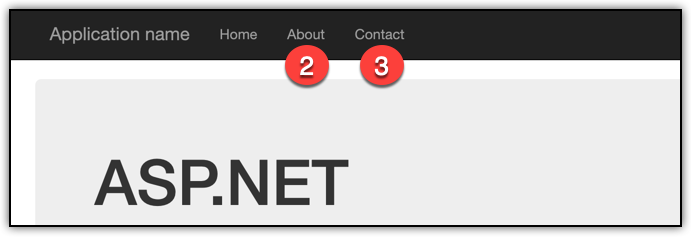 Application name Home About Contact
2 3
ASP.NET